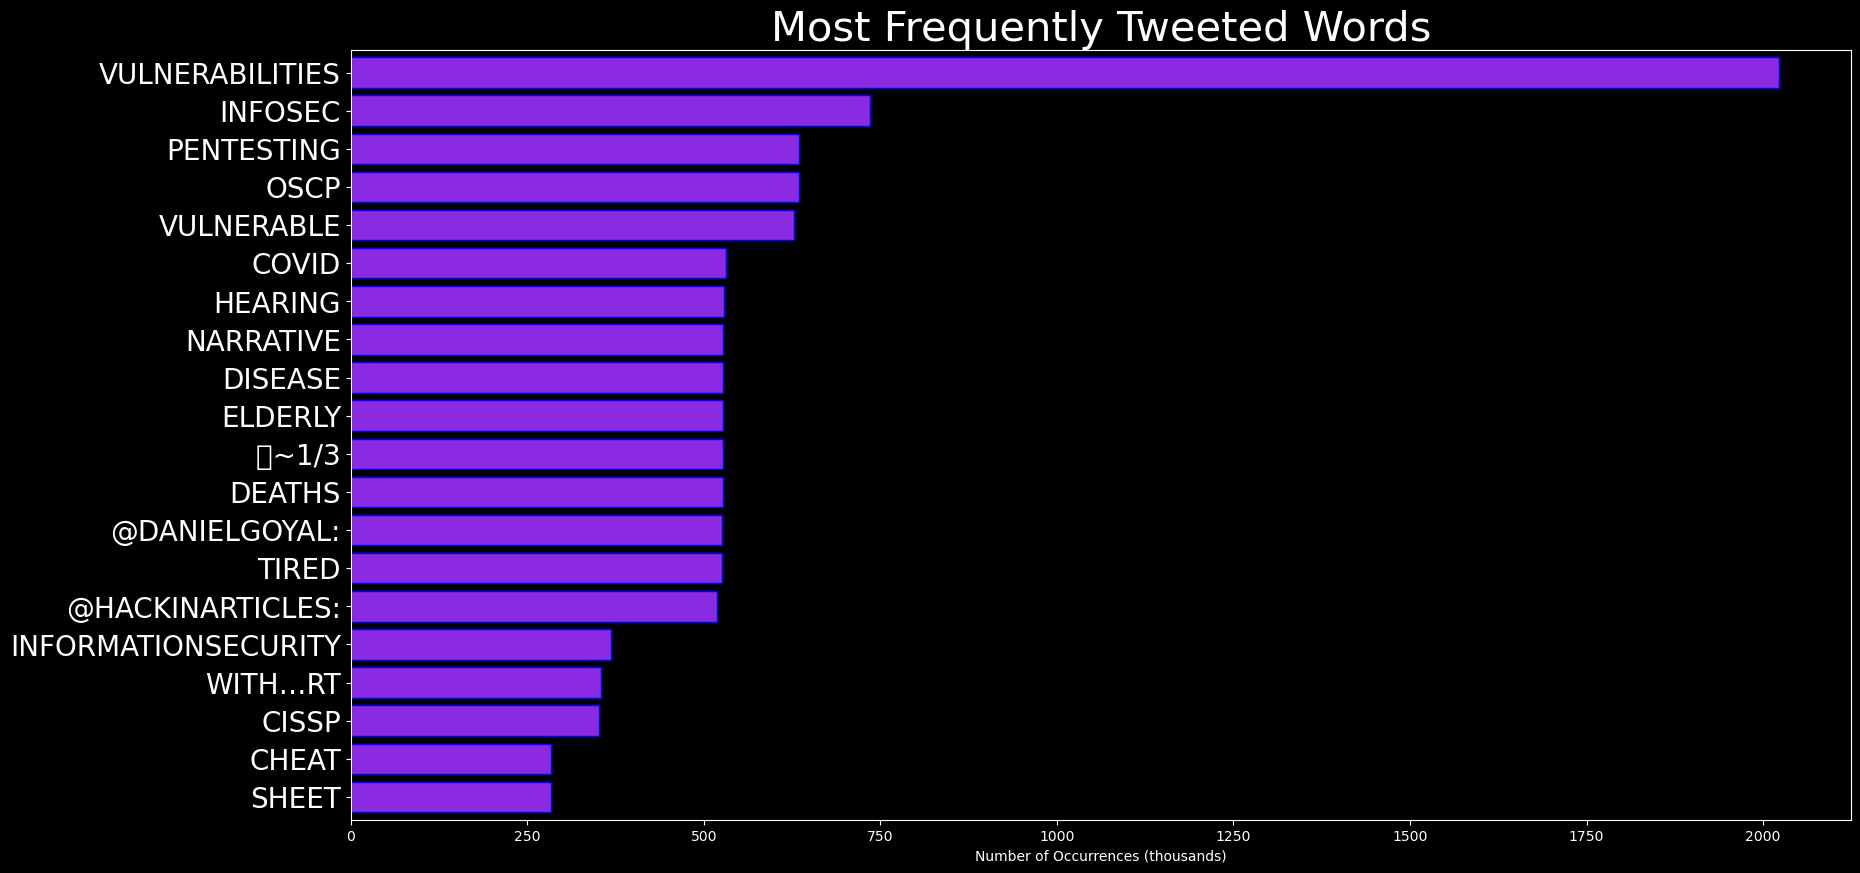 Most Frequently Tweeted Words
VULNERABILITIES
INFOSEC
PENTESTING
OSCP
VULNERABLE
COVID
HEARING
NARRATIVE
DISEASE
ELDERLY
▯~1/3
DEATHS
@DANIELGOYAL:
TIRED
@HACKINARTICLES:
INFORMATIONSECURITY
WITH…RT
CISSP
CHEAT
SHEET
0 250 500 750 1000 1250 1500 1750 2000
Number of Occurrences (thousands)